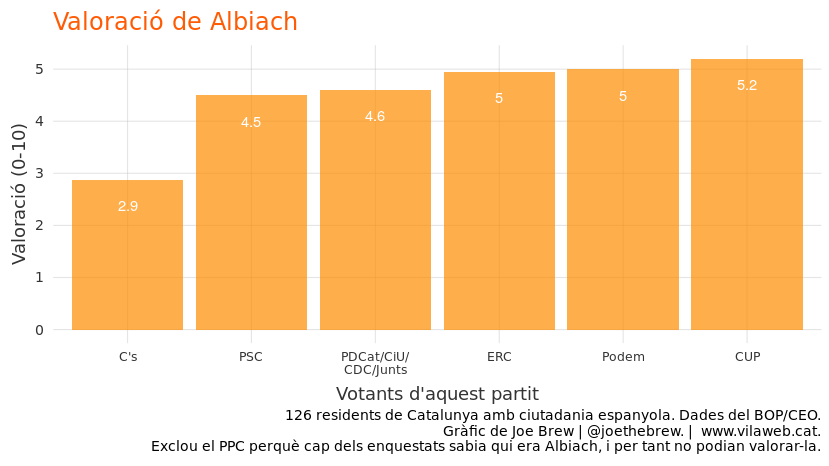 Valoració de Albiach
Valoració (0-10)
5
4
3
2
1
0
2.9
4.5
4.6
5
5
5.2
C's
PSC
PDCat/CiU/
CDC/Junts
ERC
Podem
CUP
Votants d'aquest partit
126 residents de Catalunya amb ciutadania espanyola. Dades del BOP/CEO.
Gràfic de Joe Brew | @joethebrew. | www.vilaweb.cat.
Exclou el PPC perquè cap dels enquestats sabia qui era Albiach, i per tant no podian valorar-la.